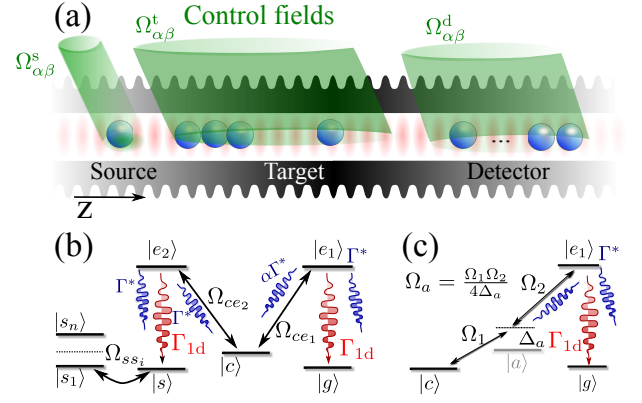 (a) Control fields
Ω^s_{αβ} Ω^t_{αβ} Ω^d_{αβ}
...
Source Target Detector
z
(b) |e_2⟩ |e_1⟩ Γ*
Γ* Γ* Ω_{ce_2} αΓ* Ω_{ce_1}
|s_n⟩ Ω_{ss_i} Γ_{1d} Γ_{1d}
|s_1⟩ |s⟩ |c⟩ |g⟩
(c) |e_1⟩ Γ*
Ω_a = Ω_1Ω_2/4Δ_a Ω_2
Ω_1 Δ_a Γ_{1d}
|a⟩
|c⟩ |g⟩